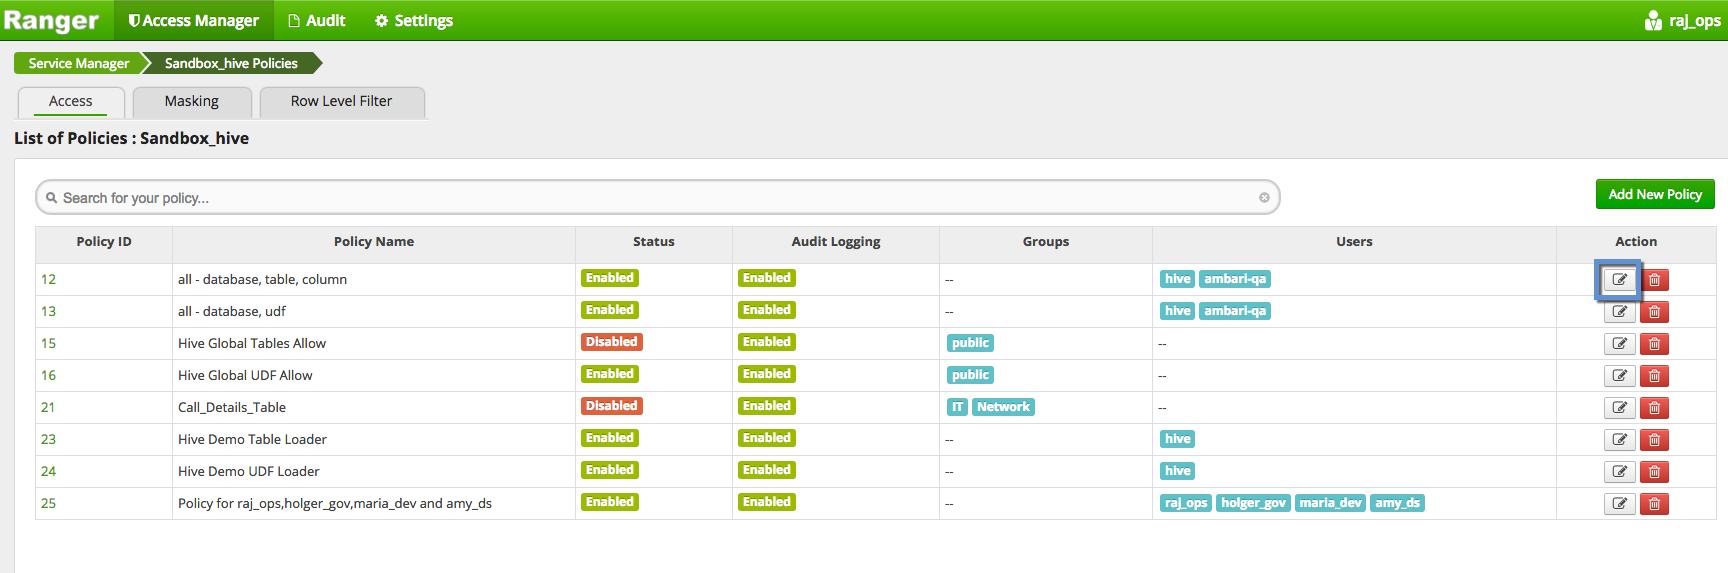 Ranger Access Manager Audit Settings raj_ops
Service Manager Sandbox_hive Policies
Access Masking Row Level Filter
List of Policies : Sandbox_hive
Search for your policy... Add New Policy
Policy ID Policy Name Status Audit Logging Groups Users Action
12 all - database, table, column Enabled Enabled -- hive ambari-qa
13 all - database, udf Enabled Enabled -- hive ambari-qa
15 Hive Global Tables Allow Disabled Enabled public --
16 Hive Global UDF Allow Enabled Enabled public --
21 Call_Details_Table Disabled Enabled IT Network --
23 Hive Demo Table Loader Enabled Enabled -- hive
24 Hive Demo UDF Loader Enabled Enabled -- hive
25 Policy for raj_ops,holger_gov,maria_dev and amy_ds Enabled Enabled -- raj_ops holger_gov maria_dev amy_ds